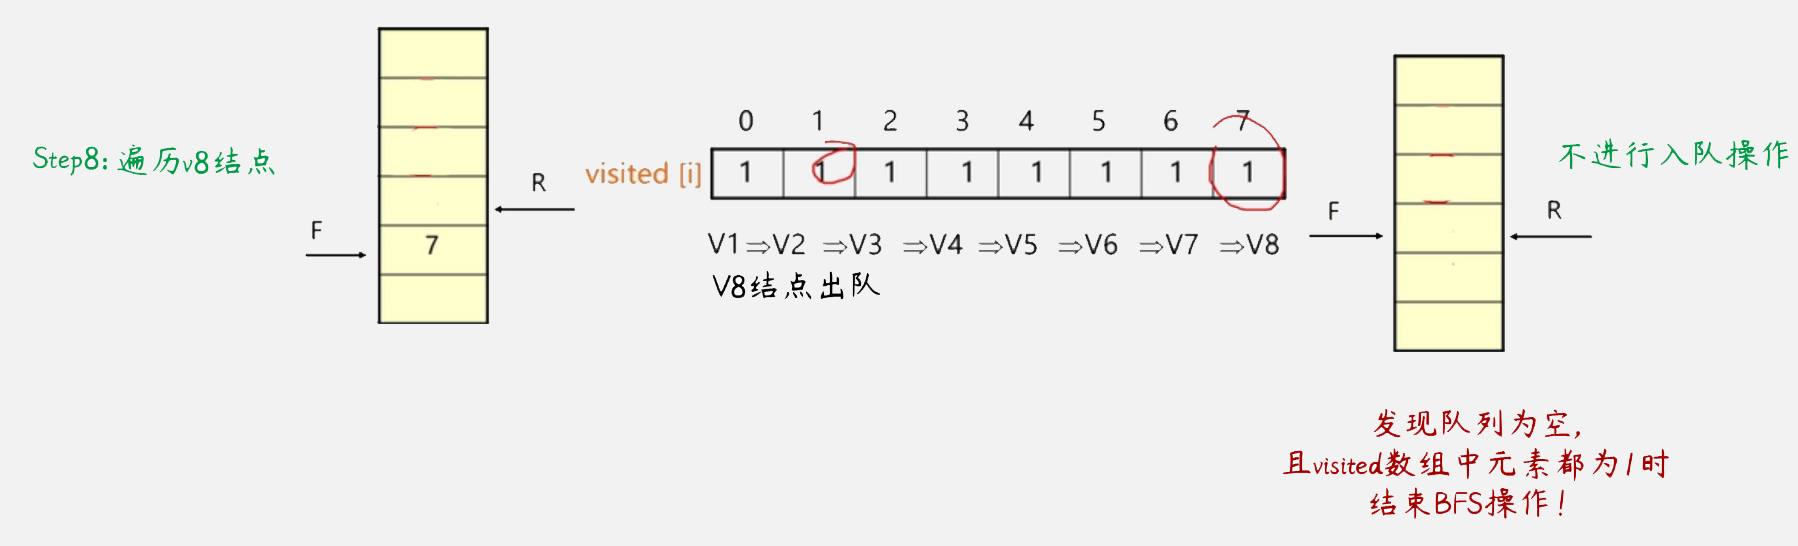 Step8:遍历v8结点
F
7
R
0 1 2 3 4 5 6 7
visited [i] 1 1 1 1 1 1 1 1
V1⇒V2 ⇒V3 ⇒V4 ⇒V5 ⇒V6 ⇒V7 ⇒V8
V8结点出队
F
R
不进行入队操作
发现队列为空,
且visited数组中元素都为1时
结束BFS操作!